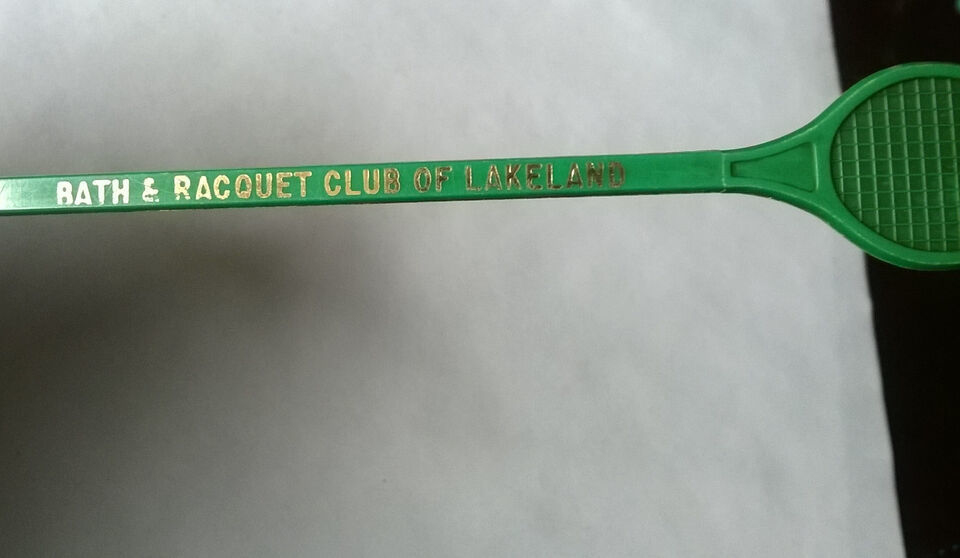 BATH & RACQUET CLUB OF LAKELAND